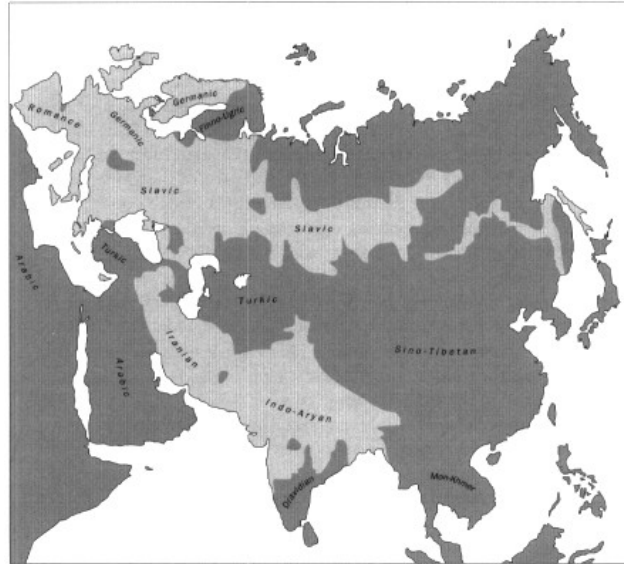 Germanic
Romance
Germanic
Finno-Ugric
Slavic
Slavic
Turkic
Arabic
Turkic
Iranian
Arabic
Sino-Tibetan
Indo-Aryan
Dravidian
Mon-Khmer